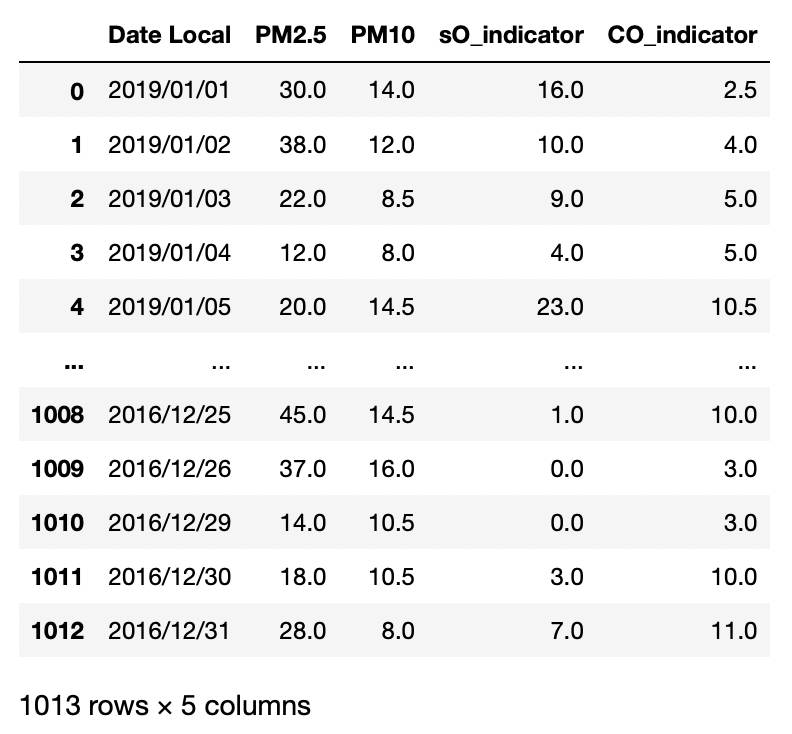 Date Local PM2.5 PM10 sO_indicator CO_indicator
0 2019/01/01 30.0 14.0 16.0 2.5
1 2019/01/02 38.0 12.0 10.0 4.0
2 2019/01/03 22.0 8.5 9.0 5.0
3 2019/01/04 12.0 8.0 4.0 5.0
4 2019/01/05 20.0 14.5 23.0 10.5
... ... ... ... ... ...
1008 2016/12/25 45.0 14.5 1.0 10.0
1009 2016/12/26 37.0 16.0 0.0 3.0
1010 2016/12/29 14.0 10.5 0.0 3.0
1011 2016/12/30 18.0 10.5 3.0 10.0
1012 2016/12/31 28.0 8.0 7.0 11.0
1013 rows × 5 columns